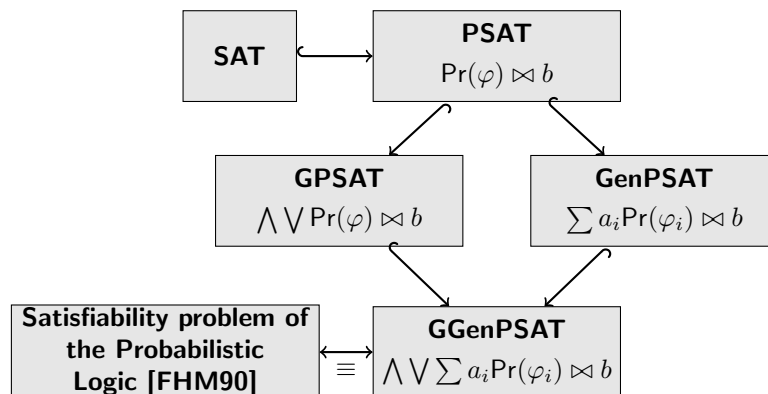 SAT
PSAT
Pr(φ) ⋈ b
GPSAT
⋀ ⋁ Pr(φ) ⋈ b
GenPSAT
∑ aᵢPr(φᵢ) ⋈ b
Satisfiability problem of
the Probabilistic
Logic [FHM90]
≡
GGenPSAT
⋀ ⋁ ∑ aᵢPr(φᵢ) ⋈ b